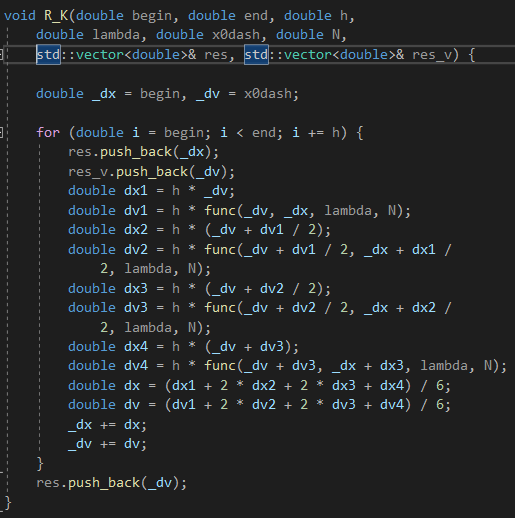 void R_K(double begin, double end, double h,
double lambda, double x0dash, double N,
std::vector<double>& res, std::vector<double>& res_v) {
double _dx = begin, _dv = x0dash;
for (double i = begin; i < end; i += h) {
res.push_back(_dx);
res_v.push_back(_dv);
double dx1 = h * _dv;
double dv1 = h * func(_dv, _dx, lambda, N);
double dx2 = h * (_dv + dv1 / 2);
double dv2 = h * func(_dv + dv1 / 2, _dx + dx1 /
2, lambda, N);
double dx3 = h * (_dv + dv2 / 2);
double dv3 = h * func(_dv + dv2 / 2, _dx + dx2 /
2, lambda, N);
double dx4 = h * (_dv + dv3);
double dv4 = h * func(_dv + dv3, _dx + dx3, lambda, N);
double dx = (dx1 + 2 * dx2 + 2 * dx3 + dx4) / 6;
double dv = (dv1 + 2 * dv2 + 2 * dv3 + dv4) / 6;
_dx += dx;
_dv += dv;
}
res.push_back(_dv);
}